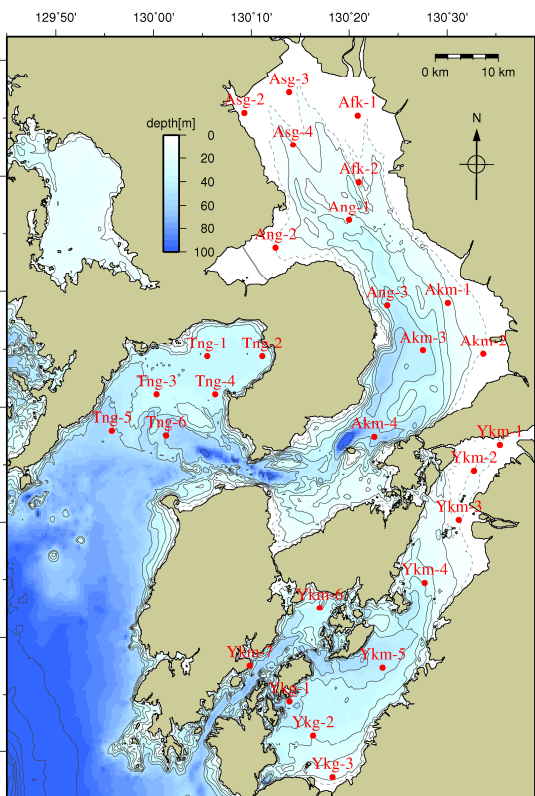 129˚50' 130˚00' 130˚10' 130˚20' 130˚30'
0 km 10 km
Asg-3
Asg-2
Afk-1
N
depth[m]
0
20
40
60
80
100
Asg-4
Afk-2
Ang-1
Ang-2
Ang-3
Akm-1
Tng-1
Tng-2
Akm-3
Akm-2
Tng-3
Tng-4
Tng-5
Tng-6
Akm-4
Ykm-1
Ykm-2
Ykm-3
Ykm-4
Ykm-6
Ykm-7
Ykm-5
Ykg-1
Ykg-2
Ykg-3